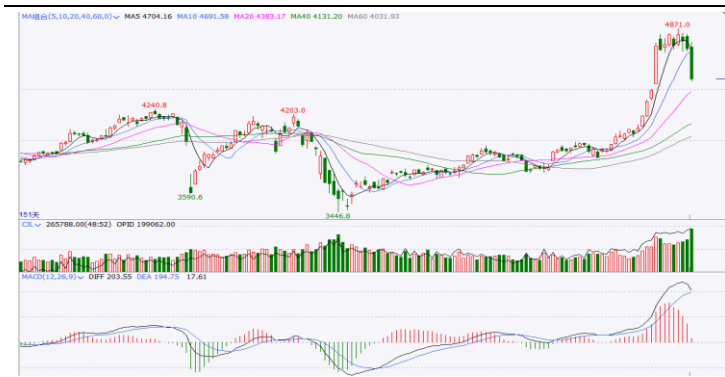 MA组合(5,10,20,40,60,0) MA5 4704.16 MA10 4691.58 MA20 4383.17 MA40 4131.20 MA60 4031.93
4871.0
4240.8
4203.0
3590.6
3446.8
151天
CJL 265788.00(48:52) OPID 199062.00
MACD(12,26,9) DIFF 203.55 DEA 194.75 17.61